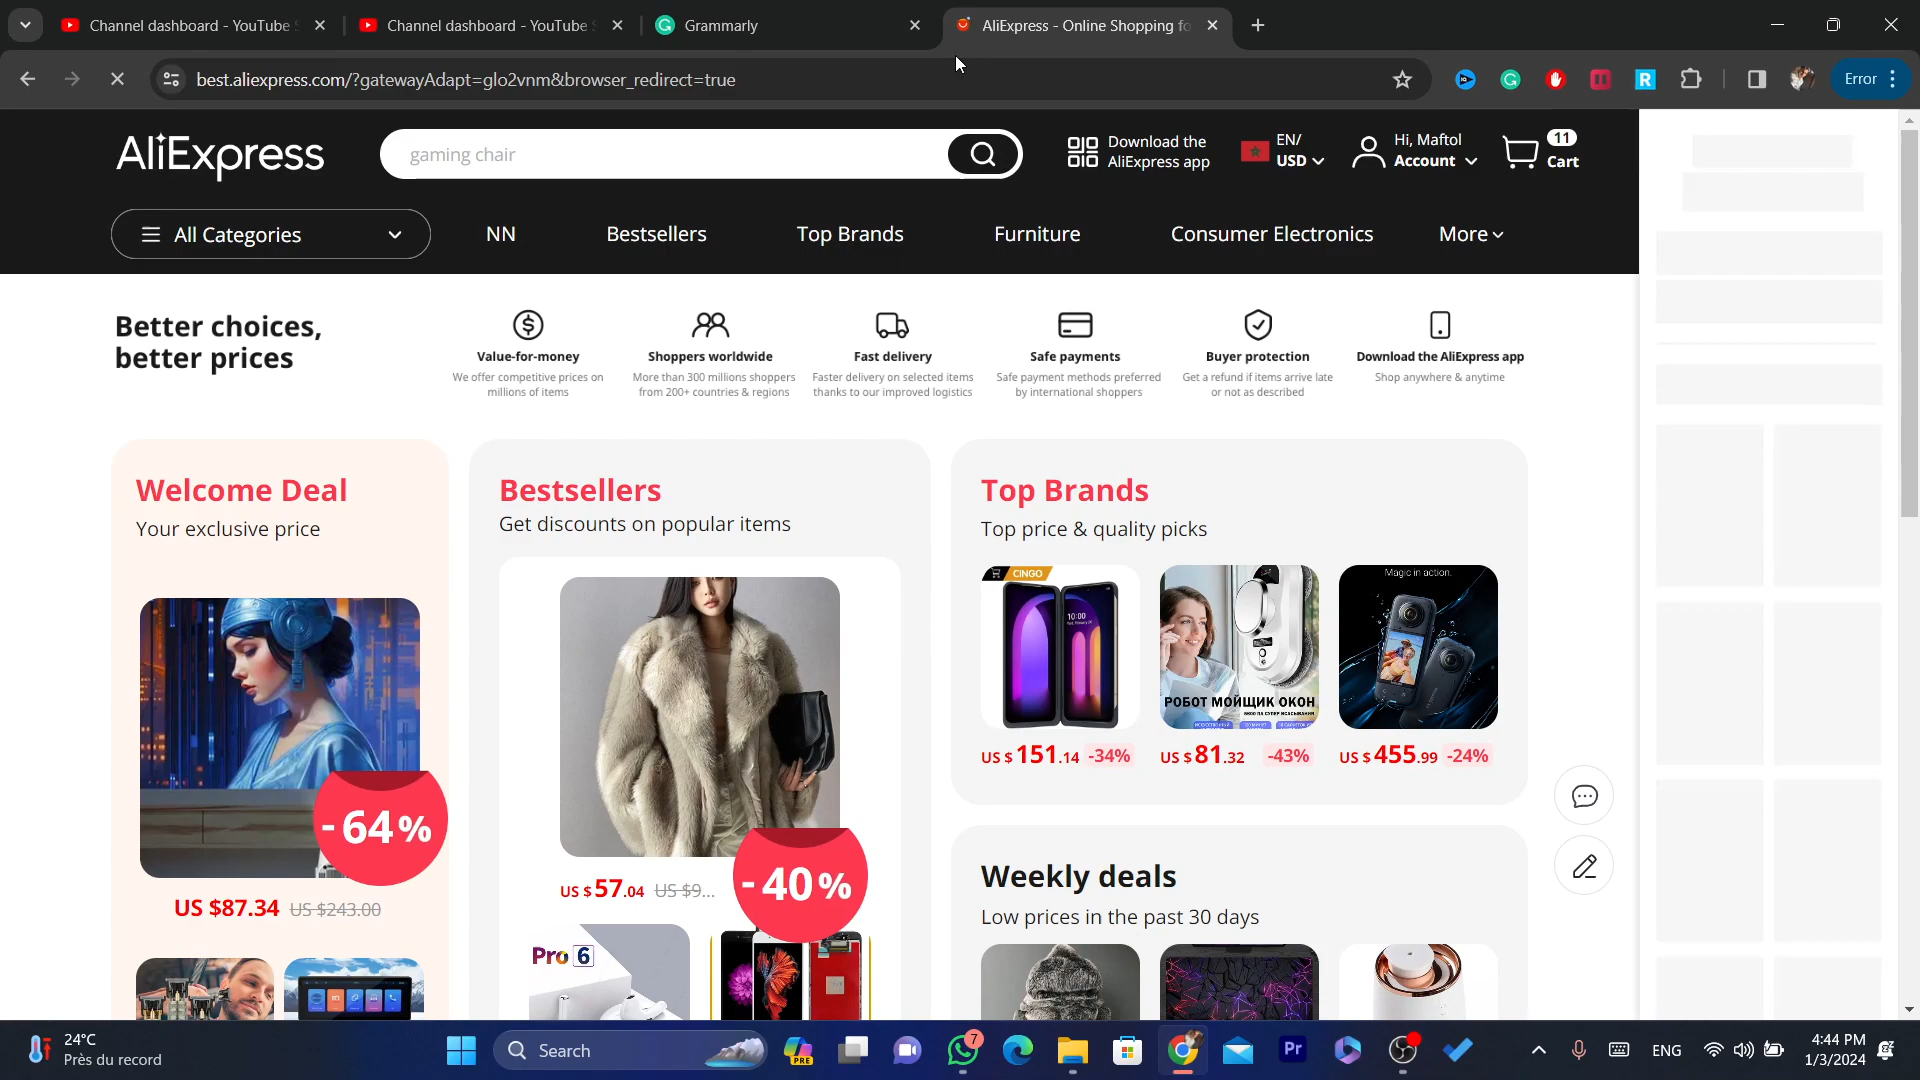 Channel dashboard - YouTube S
Channel dashboard - YouTube S
Grammarly
AliExpress - Online Shopping fo
best.aliexpress.com/?gatewayAdapt=glo2vnm&browser_redirect=true
Error
AliExpress
gaming chair
Download the
AliExpress app
EN/
USD
Hi, Maftol
Account
11
Cart
All Categories
NN
Bestsellers
Top Brands
Furniture
Consumer Electronics
More
Better choices,
better prices
Value-for-money
We offer competitive prices on
millions of items
Shoppers worldwide
More than 300 millions shoppers
from 200+ countries & regions
Fast delivery
Faster delivery on selected items
thanks to our improved logistics
Safe payments
Safe payment methods preferred
by international shoppers
Buyer protection
Get a refund if items arrive late
or not as described
Download the AliExpress app
Shop anywhere & anytime
Welcome Deal
Your exclusive price
-64%
US $87.34 US $243.00
Bestsellers
Get discounts on popular items
-40%
US $57.04 US $9...
Pro 6
Top Brands
Top price & quality picks
CINGO
10:00
РОБОТ МОЙЩИК ОКОН
Magic in action.
US $151.14 -34%
US $81.32 -43%
US $455.99 -24%
Weekly deals
Low prices in the past 30 days
24°C
Près du record
Search
PRE
7
Pr
ENG
4:44 PM
1/3/2024